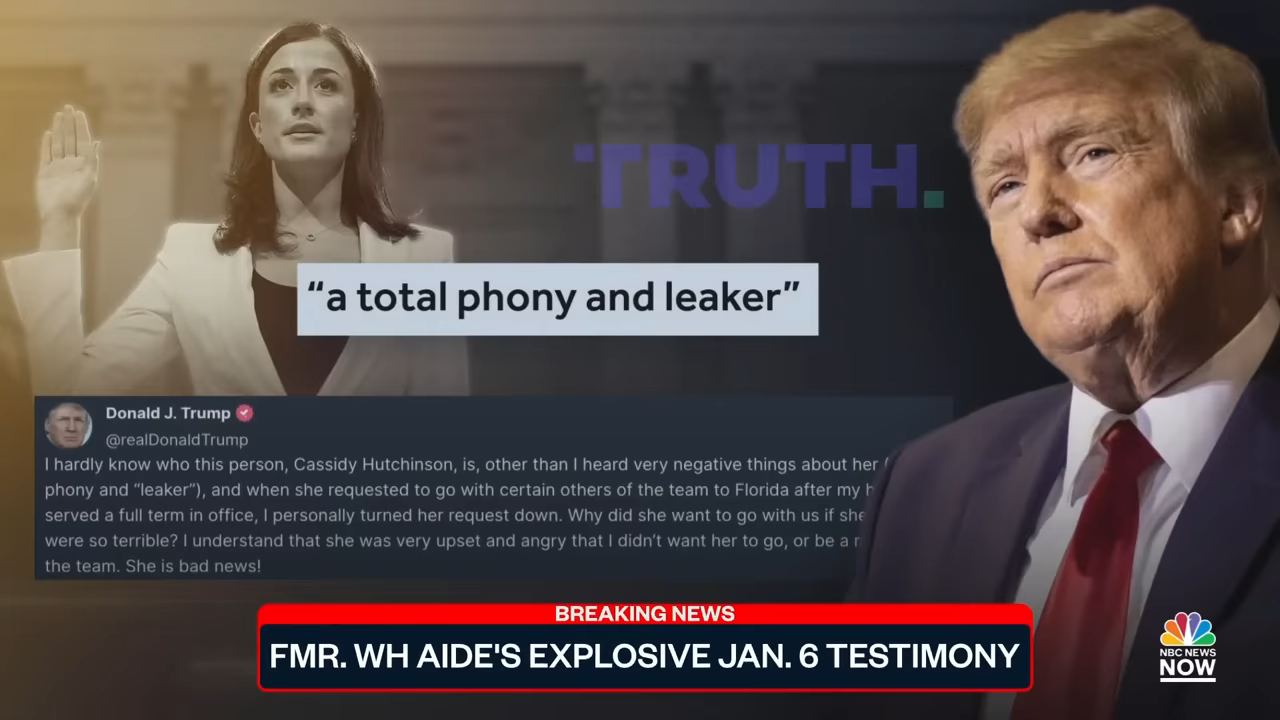 TRUTH.
“a total phony and leaker”
Donald J. Trump
@realDonaldTrump
I hardly know who this person, Cassidy Hutchinson, is, other than I heard very negative things about her (
phony and “leaker”), and when she requested to go with certain others of the team to Florida after my h
served a full term in office, I personally turned her request down. Why did she want to go with us if she
were so terrible? I understand that she was very upset and angry that I didn’t want her to go, or be a
the team. She is bad news!
BREAKING NEWS
FMR. WH AIDE'S EXPLOSIVE JAN. 6 TESTIMONY
NBC NEWS
NOW